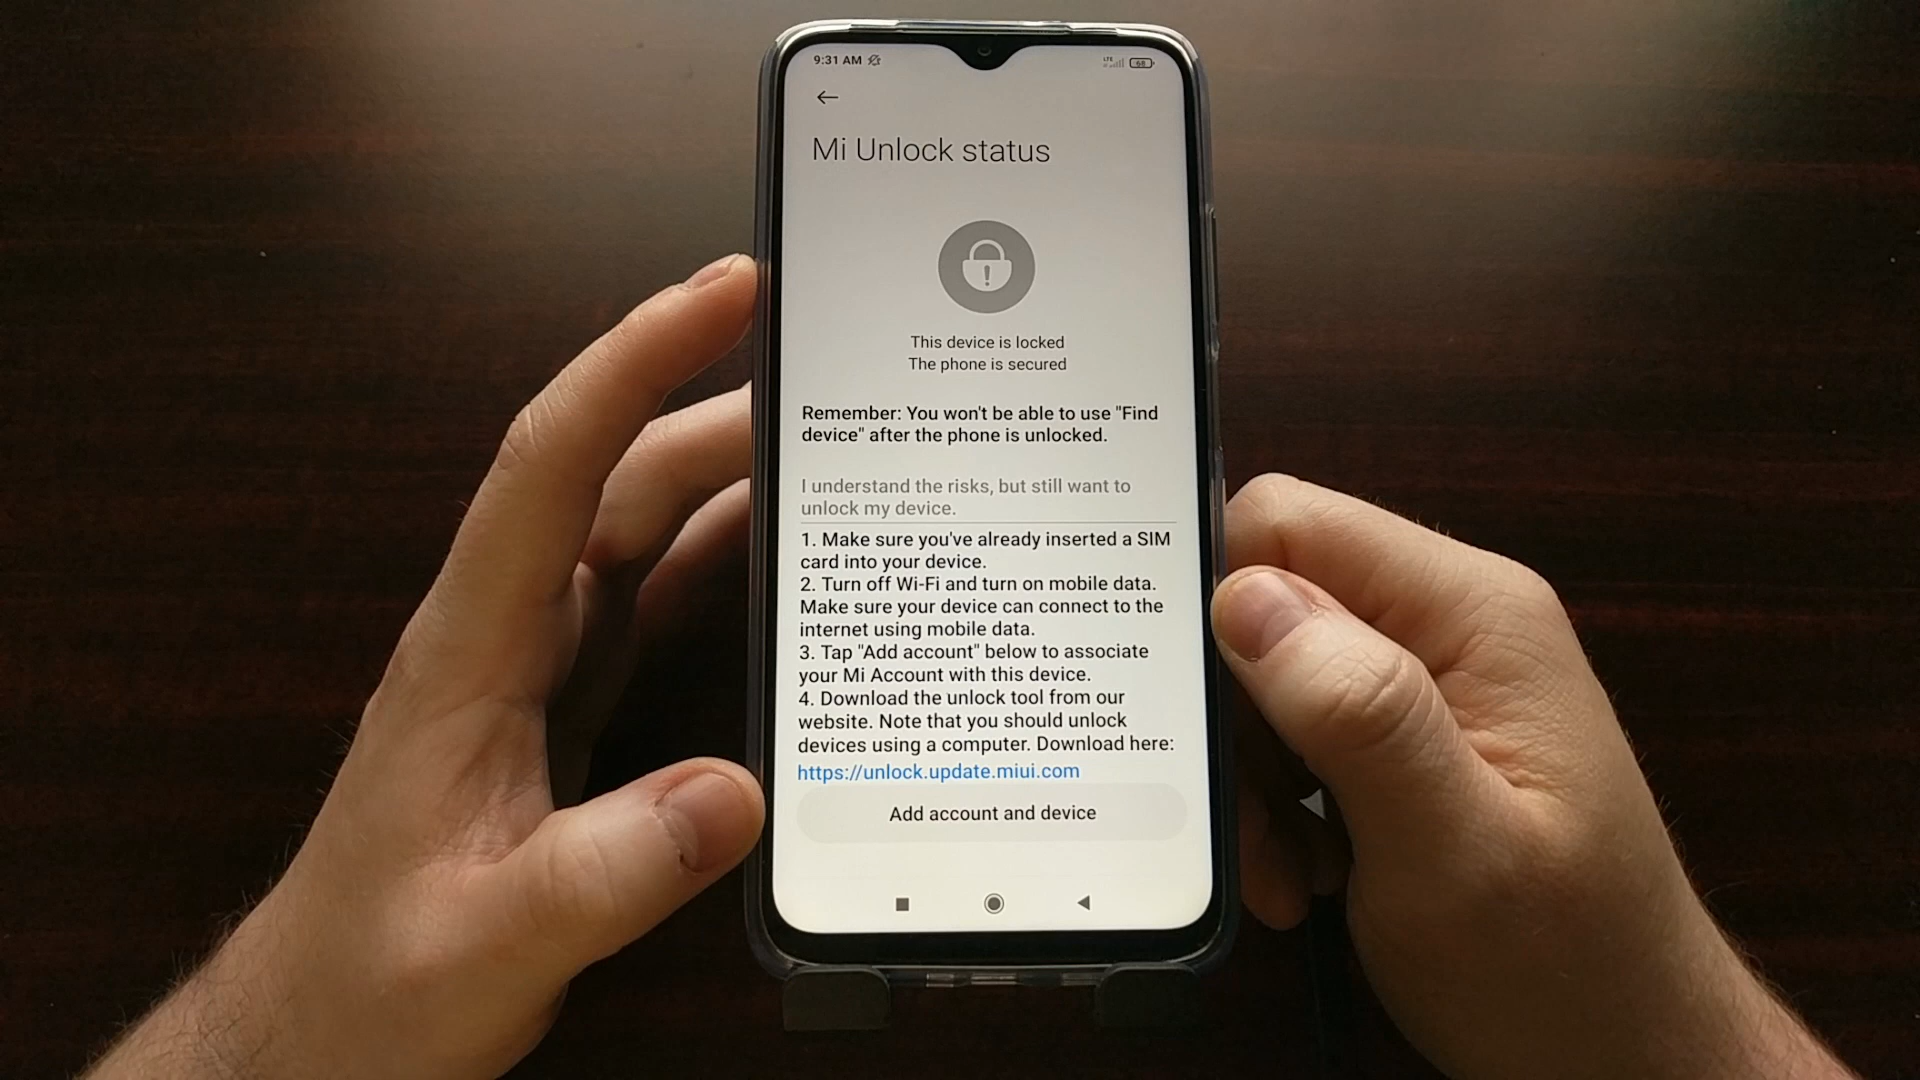 9:31 AM
LTE
68
Mi Unlock status
This device is locked
The phone is secured
Remember: You won't be able to use "Find
device" after the phone is unlocked.
I understand the risks, but still want to
unlock my device.
1. Make sure you've already inserted a SIM
card into your device.
2. Turn off Wi-Fi and turn on mobile data.
Make sure your device can connect to the
internet using mobile data.
3. Tap "Add account" below to associate
your Mi Account with this device.
4. Download the unlock tool from our
website. Note that you should unlock
devices using a computer. Download here:
https://unlock.update.miui.com
Add account and device